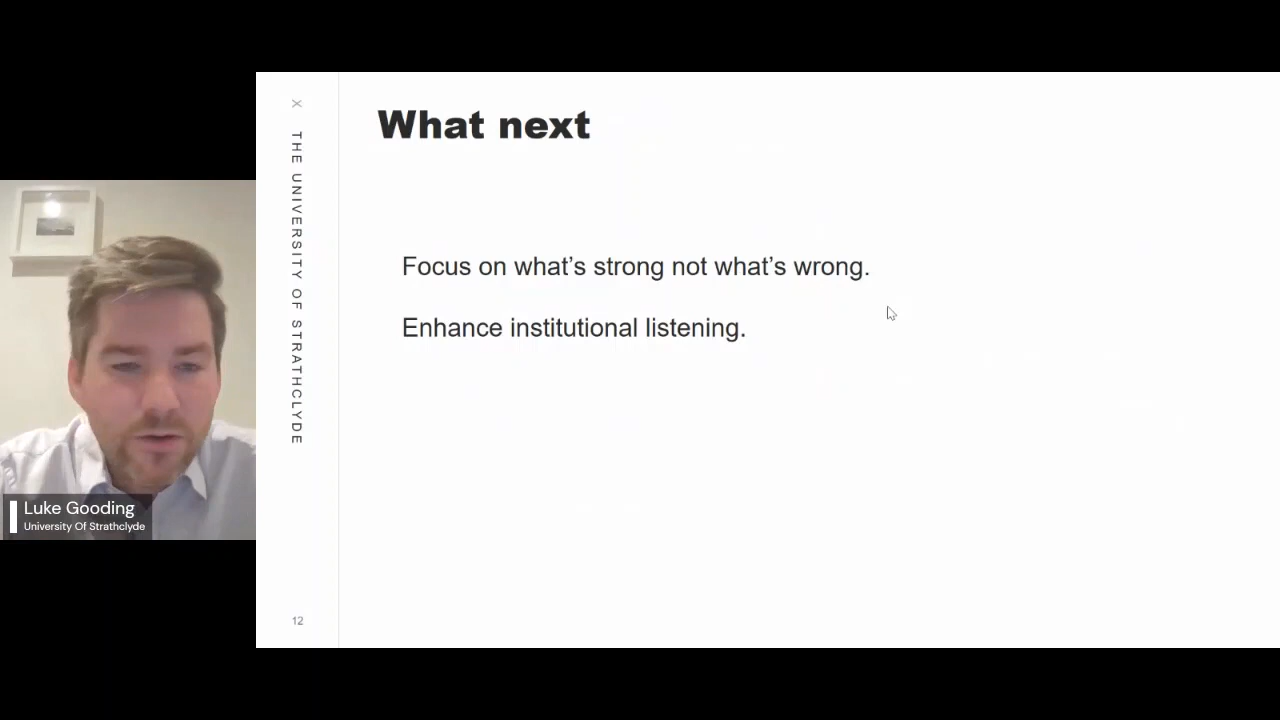 X THE UNIVERSITY OF STRATHCLYDE
What next
Focus on what’s strong not what’s wrong.
Enhance institutional listening.
12
Luke Gooding
University Of Strathclyde